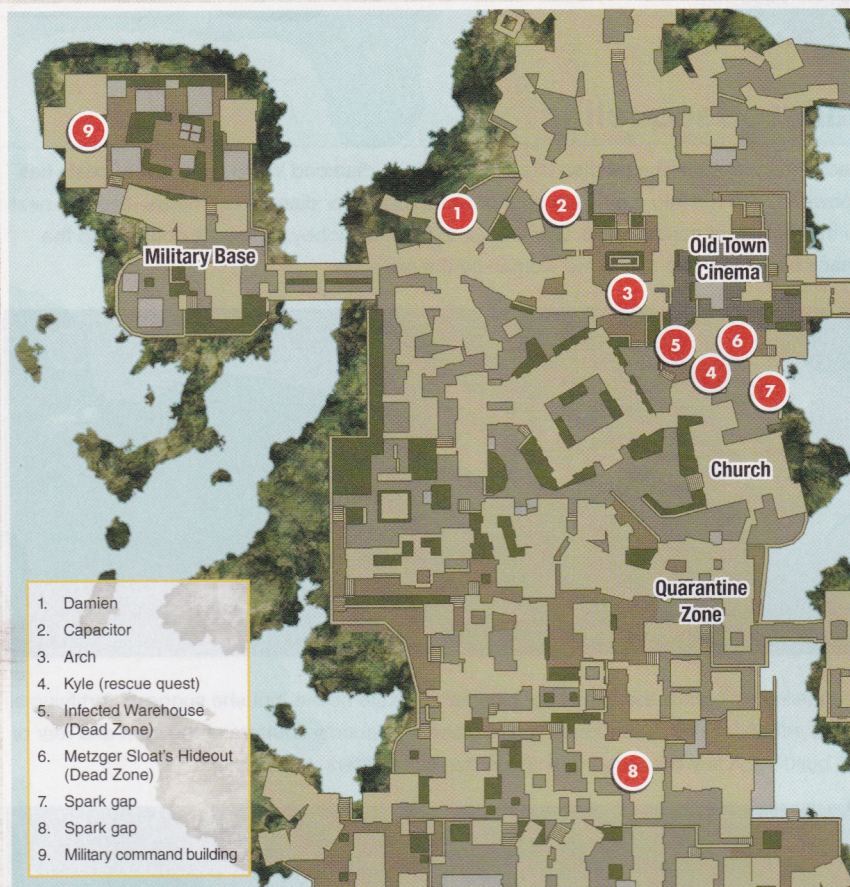 9
1
2
Military Base
Old Town
Cinema
3
5
6
4
7
Church
Quarantine
Zone
8
1. Damien
2. Capacitor
3. Arch
4. Kyle (rescue quest)
5. Infected Warehouse
(Dead Zone)
6. Metzger Sloat's Hideout
(Dead Zone)
7. Spark gap
8. Spark gap
9. Military command building